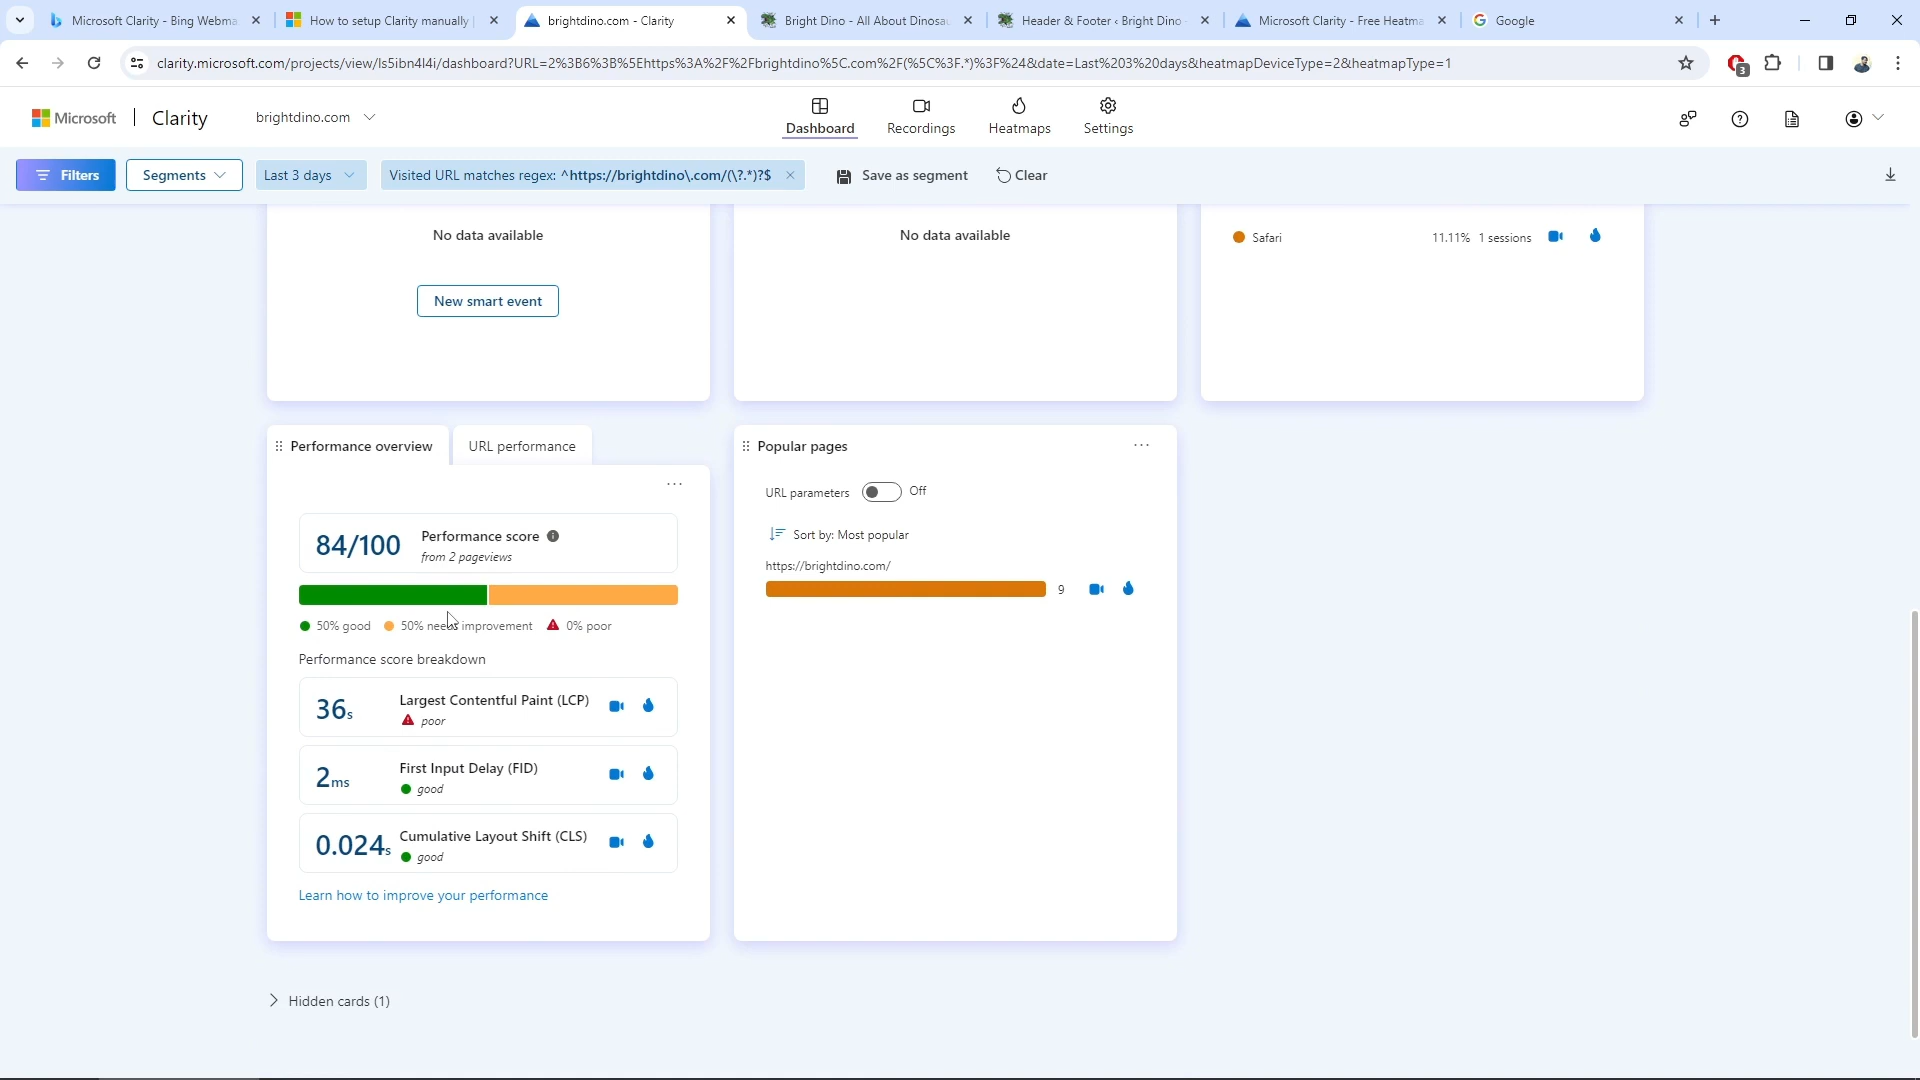 Microsoft Clarity - Bing Webma
How to setup Clarity manually
brightdino.com - Clarity
Bright Dino - All About Dinosau
Header & Footer ‹ Bright Dino -
Microsoft Clarity - Free Heatma
Google
clarity.microsoft.com/projects/view/ls5ibn4l4i/dashboard?URL=2%3B6%3B%5Ehttps%3A%2F%2Fbrightdino%5C.com%2F(%5C%3F.*)%3F%24&date=Last%203%20days&heatmapDeviceType=2&heatmapType=1
3
Microsoft | Clarity
brightdino.com
Dashboard
Recordings
Heatmaps
Settings
Filters
Segments
Last 3 days
Visited URL matches regex: ^https://brightdino\.com/(\?.*)?$
Save as segment
Clear
No data available
New smart event
No data available
Safari
11.11% 1 sessions
Performance overview
URL performance
84/100
Performance score
from 2 pageviews
50% good
50% needs improvement
0% poor
Performance score breakdown
36s
Largest Contentful Paint (LCP)
poor
2ms
First Input Delay (FID)
good
0.024s
Cumulative Layout Shift (CLS)
good
Learn how to improve your performance
Popular pages
URL parameters
Off
Sort by: Most popular
https://brightdino.com/
9
Hidden cards (1)